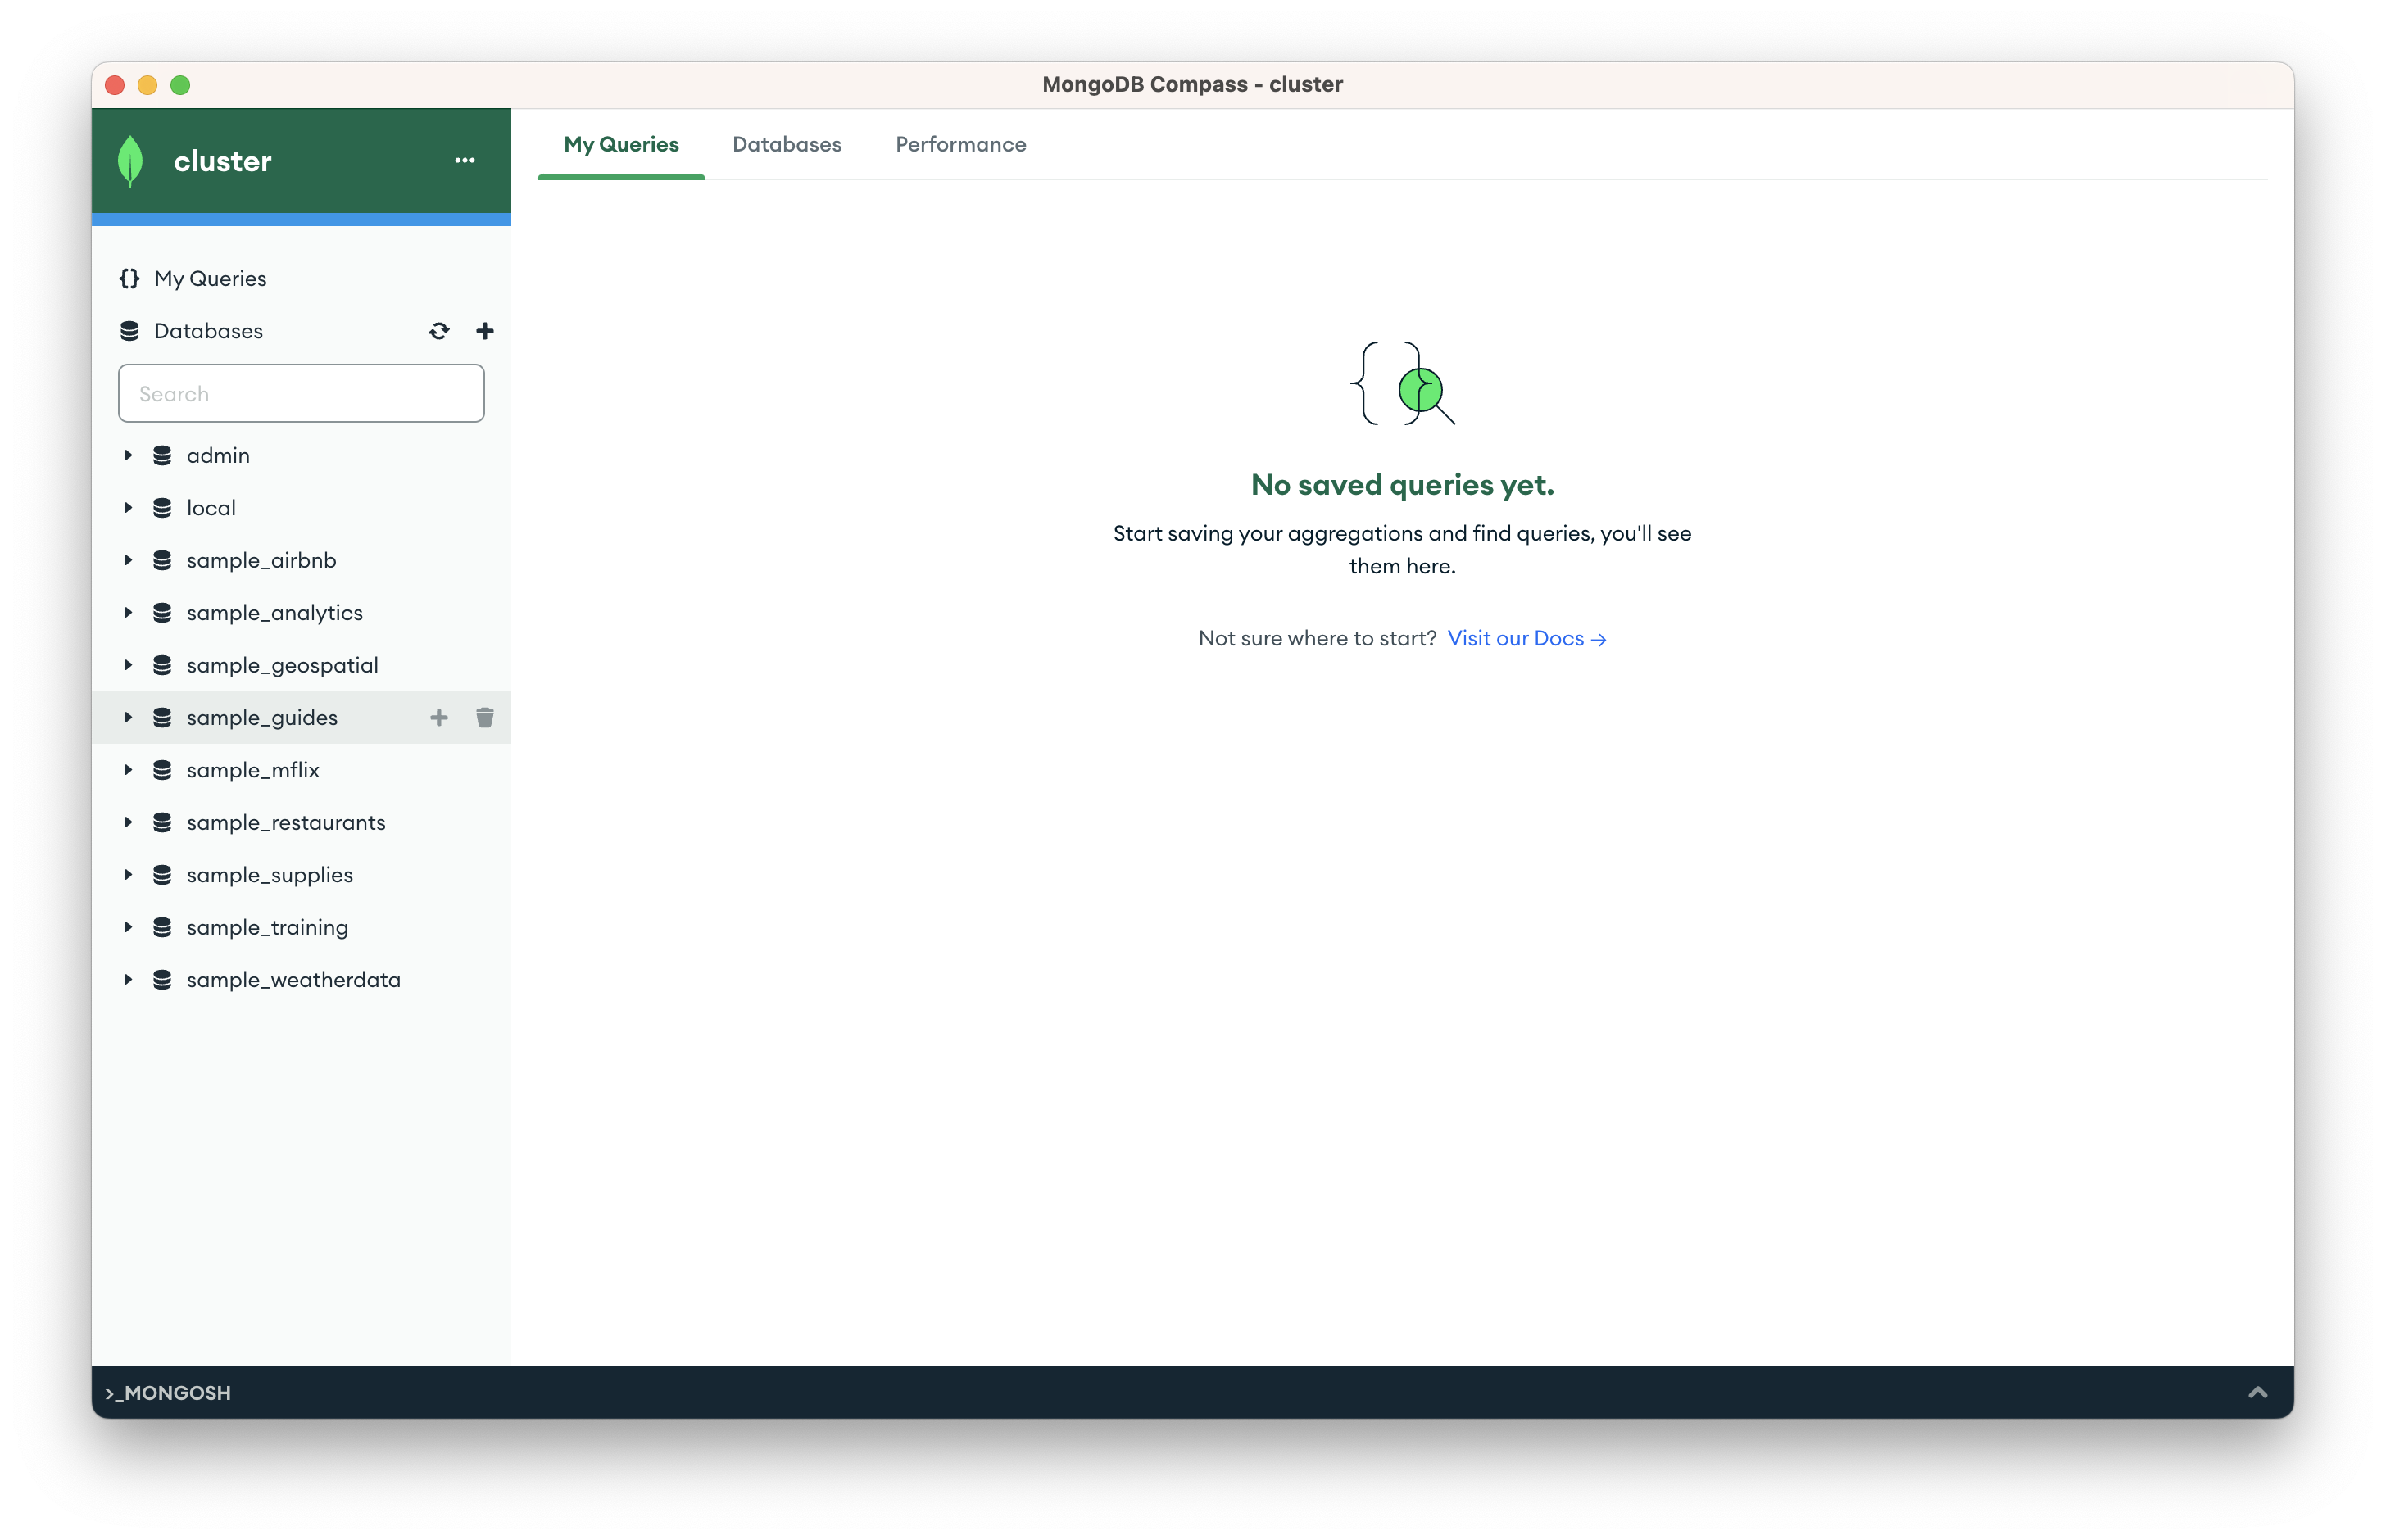 MongoDB Compass - cluster
cluster
My Queries
Databases
Search
admin
local
sample_airbnb
sample_analytics
sample_geospatial
sample_guides
sample_mflix
sample_restaurants
sample_supplies
sample_training
sample_weatherdata
My Queries Databases Performance
No saved queries yet.
Start saving your aggregations and find queries, you'll see
them here.
Not sure where to start? Visit our Docs →
>_MONGOSH